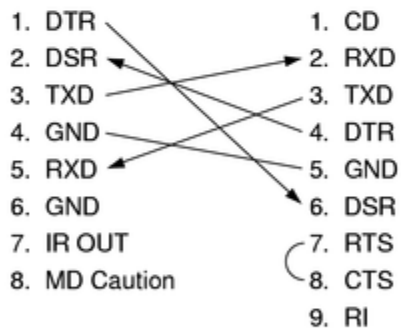 1. DTR
2. DSR
3. TXD
4. GND
5. RXD
6. GND
7. IR OUT
8. MD Caution
1. CD
2. RXD
3. TXD
4. DTR
5. GND
6. DSR
7. RTS
8. CTS
9. RI